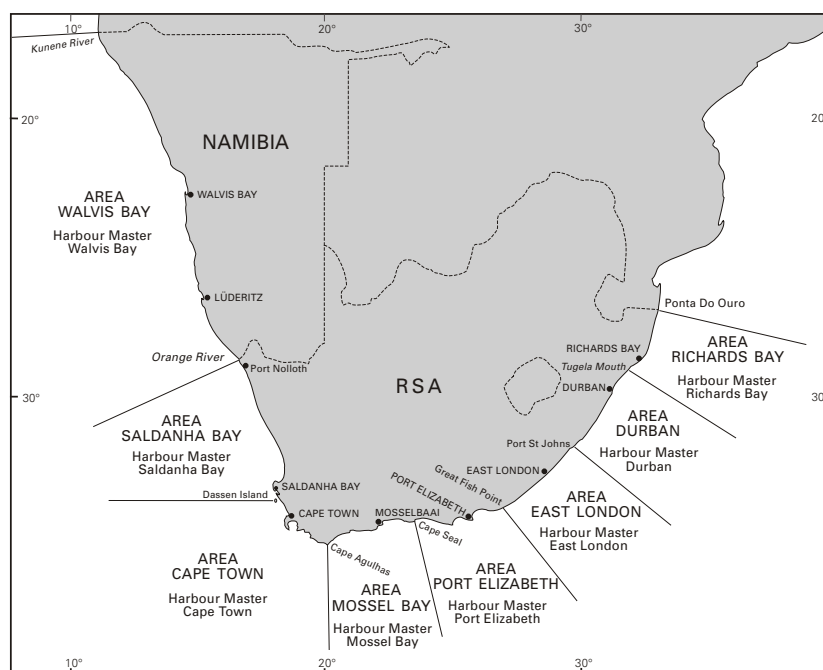 10°
20°
30°
Kunene River
20°
20
NAMIBIA
WALVIS BAY
AREA
WALVIS BAY
Harbour Master
Walvis Bay
LÜDERITZ
Ponta Do Ouro
Orange River
Port Nolloth
RICHARDS BAY
Tugela Mouth
AREA
RICHARDS BAY
Harbour Master
Richards Bay
RSA
DURBAN
30°
30
AREA
SALDANHA BAY
Harbour Master
Saldanha Bay
AREA
DURBAN
Harbour Master
Durban
Port St Johns
EAST LONDON
Great Fish Point
SALDANHA BAY
Dassen Island
CAPE TOWN
MOSSELBAAI
PORT ELIZABETH
Cape Seal
Cape Agulhas
AREA
EAST LONDON
Harbour Master
East London
AREA
CAPE TOWN
Harbour Master
Cape Town
AREA
MOSSEL BAY
Harbour Master
Mossel Bay
AREA
PORT ELIZABETH
Harbour Master
Port Elizabeth
10°
20°
30°